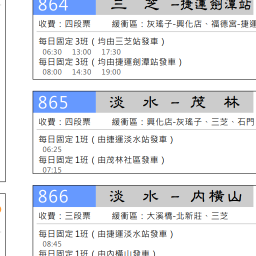 864 三 芝 –捷運劍潭站
收費：四段票 緩衝區：灰瑤子-興化店、福德宮-捷運
每日固定3班（均由三芝站發車）
06:30 13:00 17:30
每日固定3班（均由捷運劍潭站發車）
08:00 14:30 19:00
865 淡 水 – 茂 林
收費：四段票 緩衝區：興化店-灰瑤子、三芝、石門
每日固定1班（由捷運淡水站發車）
06:25
每日固定1班（由茂林社區發車）
07:15
866 淡 水 – 內橫山
收費：三段票 緩衝區：大溪橋-北新莊、三芝
每日固定1班（由捷運淡水站發車）
08:45
每日固定1班（由內橫山發車）